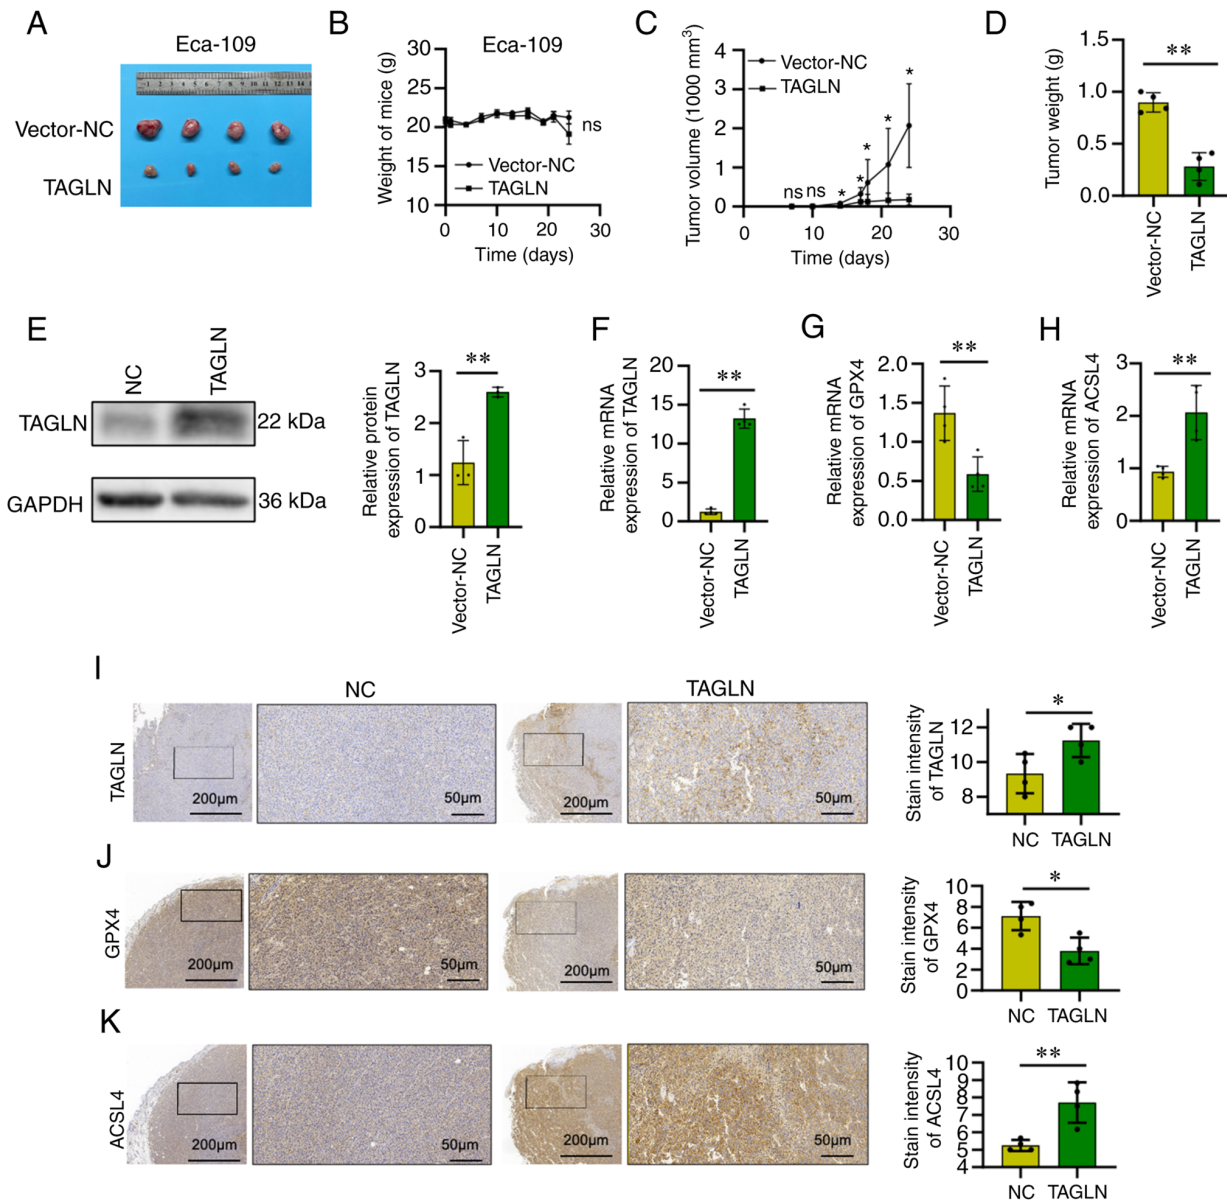 A
Eca-109
Vector-NC
TAGLN
B
Eca-109
Weight of mice (g)
30
25
20
15
10
ns
Vector-NC
TAGLN
0 10 20 30
Time (days)
C
Tumor volume (1000 mm³)
4
3
2
1
0
Vector-NC
TAGLN
ns ns * * * * *
0 10 20 30
Time (days)
D
Tumor weight (g)
1.5
1.0
0.5
0.0
**
Vector-NC
TAGLN
E
NC
TAGLN
TAGLN
22 kDa
GAPDH
36 kDa
Relative protein
expression of TAGLN
3
2
1
0
**
Vector-NC
TAGLN
F
Relative mRNA
expression of TAGLN
20
15
10
5
0
**
Vector-NC
TAGLN
G
Relative mRNA
expression of GPX4
2.0
1.5
1.0
0.5
0.0
**
Vector-NC
TAGLN
H
Relative mRNA
expression of ACSL4
3
2
1
0
**
Vector-NC
TAGLN
I
NC
TAGLN
TAGLN
200μm
50μm
200μm
50μm
Stain intensity
of TAGLN
12
10
8
*
NC TAGLN
J
GPX4
200μm
50μm
200μm
50μm
Stain intensity
of GPX4
10
8
6
4
2
0
*
NC TAGLN
K
ACSL4
200μm
50μm
200μm
50μm
Stain intensity
of ACSL4
10
9
8
7
6
5
4
**
NC TAGLN